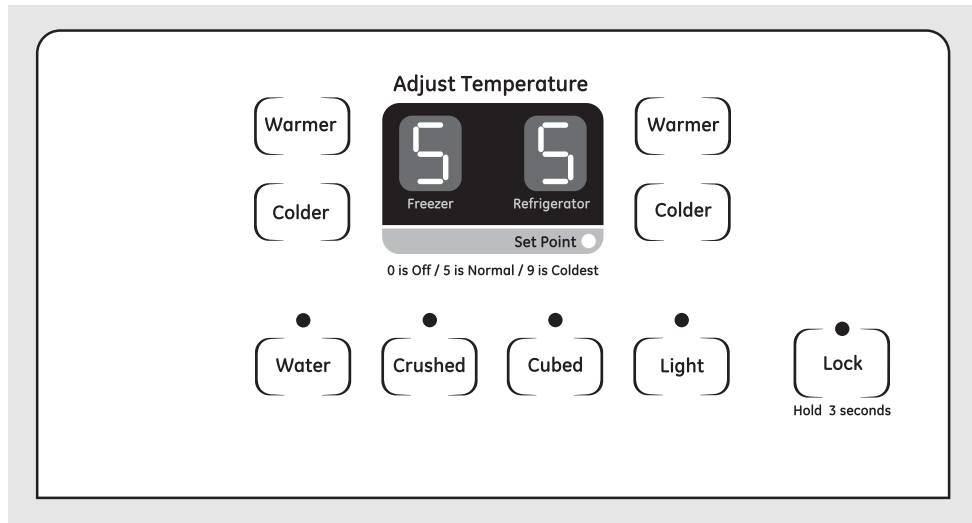 Adjust Temperature
Warmer
5 5
Warmer
Freezer Refrigerator
Colder
Colder
Set Point
0 is Off / 5 is Normal / 9 is Coldest
Water
Crushed
Cubed
Light
Lock
Hold 3 seconds